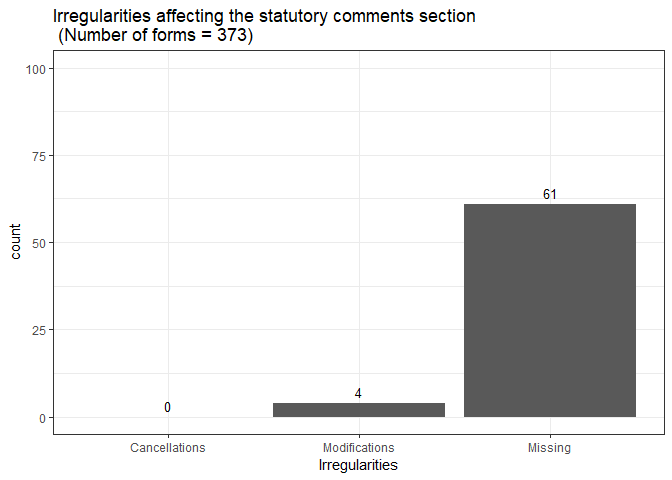 Irregularities affecting the statutory comments section
(Number of forms = 373)
100
75
50
25
0
count
0
4
61
Cancellations
Modifications
Missing
Irregularities